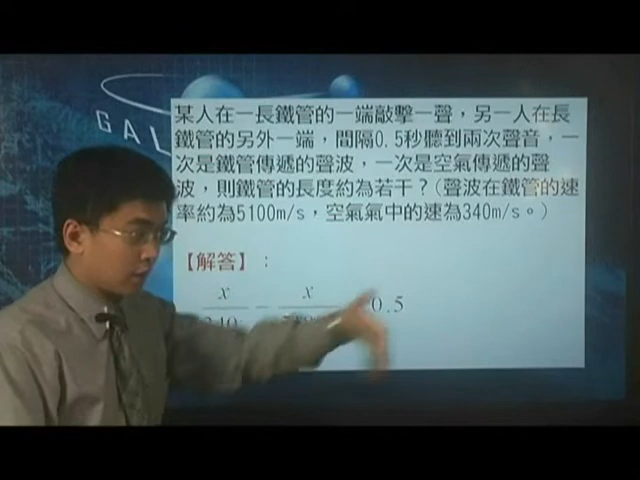 GAL
某人在一長鐵管的一端敲擊一聲，另一人在長
鐵管的另外一端，間隔0.5秒聽到兩次聲音，一
次是鐵管傳遞的聲波，一次是空氣傳遞的聲
波，則鐵管的長度約為若干？(聲波在鐵管的速
率約為5100m/s，空氣氣中的速為340m/s。)
【解答】：
x x
- 0.5